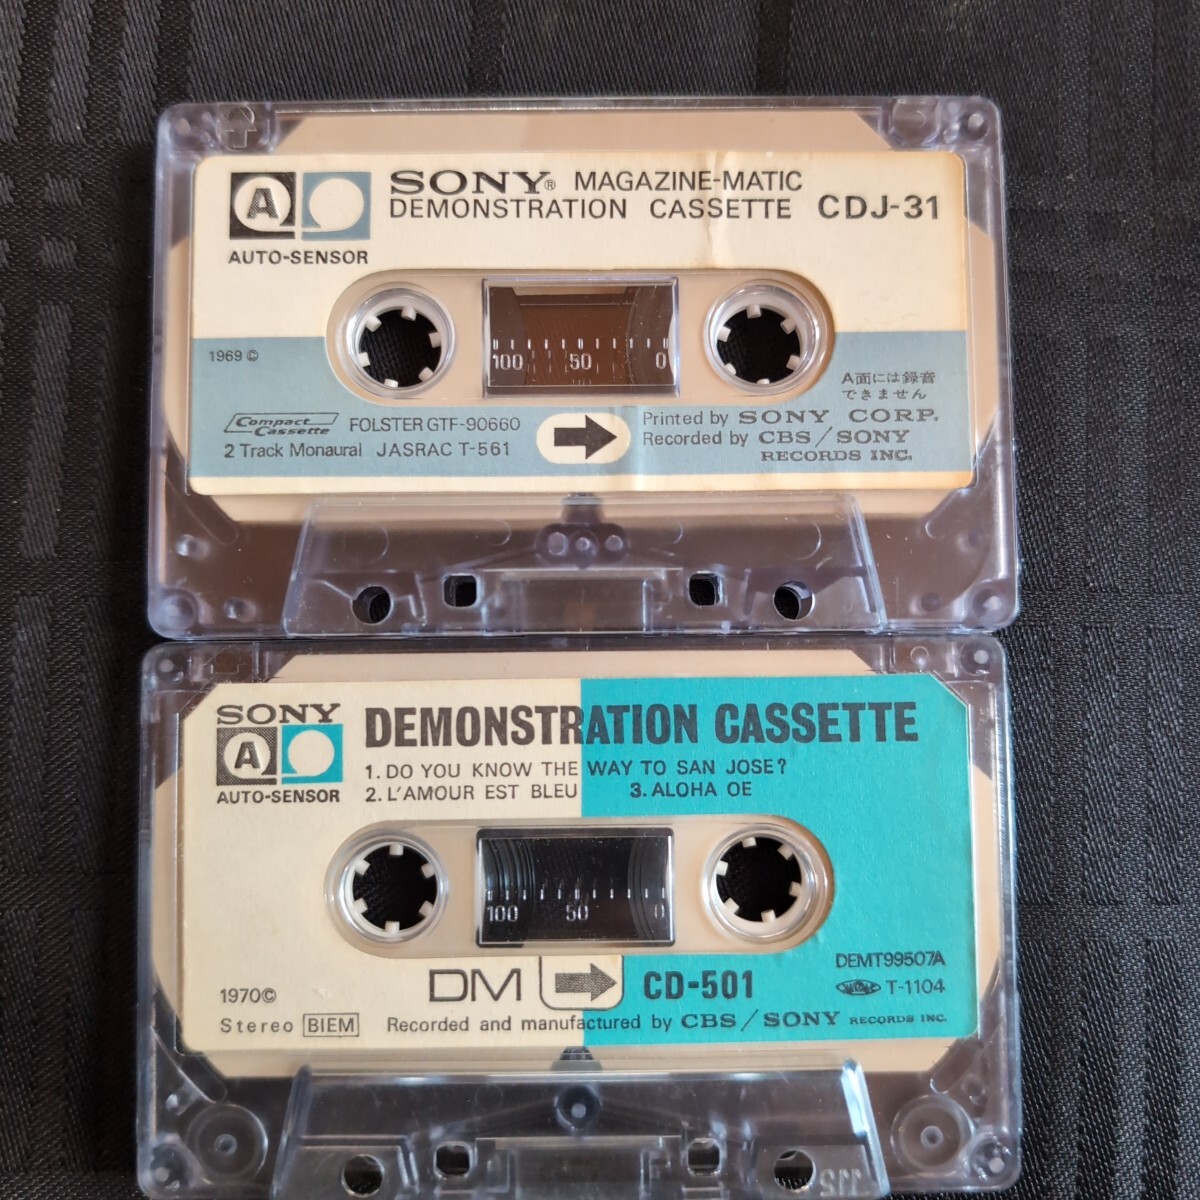 A
AUTO-SENSOR
SONY® MAGAZINE-MATIC
DEMONSTRATION CASSETTE CDJ-31
100 50 0
1969 ©
A面には録音
できません
Compact
Cassette
FOLSTER GTF-90660
2 Track Monaural JASRAC T-561
Printed by SONY CORP.
Recorded by CBS/SONY
RECORDS INC.
SONY
A
AUTO-SENSOR
DEMONSTRATION CASSETTE
1. DO YOU KNOW THE WAY TO SAN JOSE?
2. L'AMOUR EST BLEU 3. ALOHA OE
100 50 0
DM CD-501
DEMT99507A
T-1104
1970©
Stereo BIEM
Recorded and manufactured by CBS/SONY RECORDS INC.